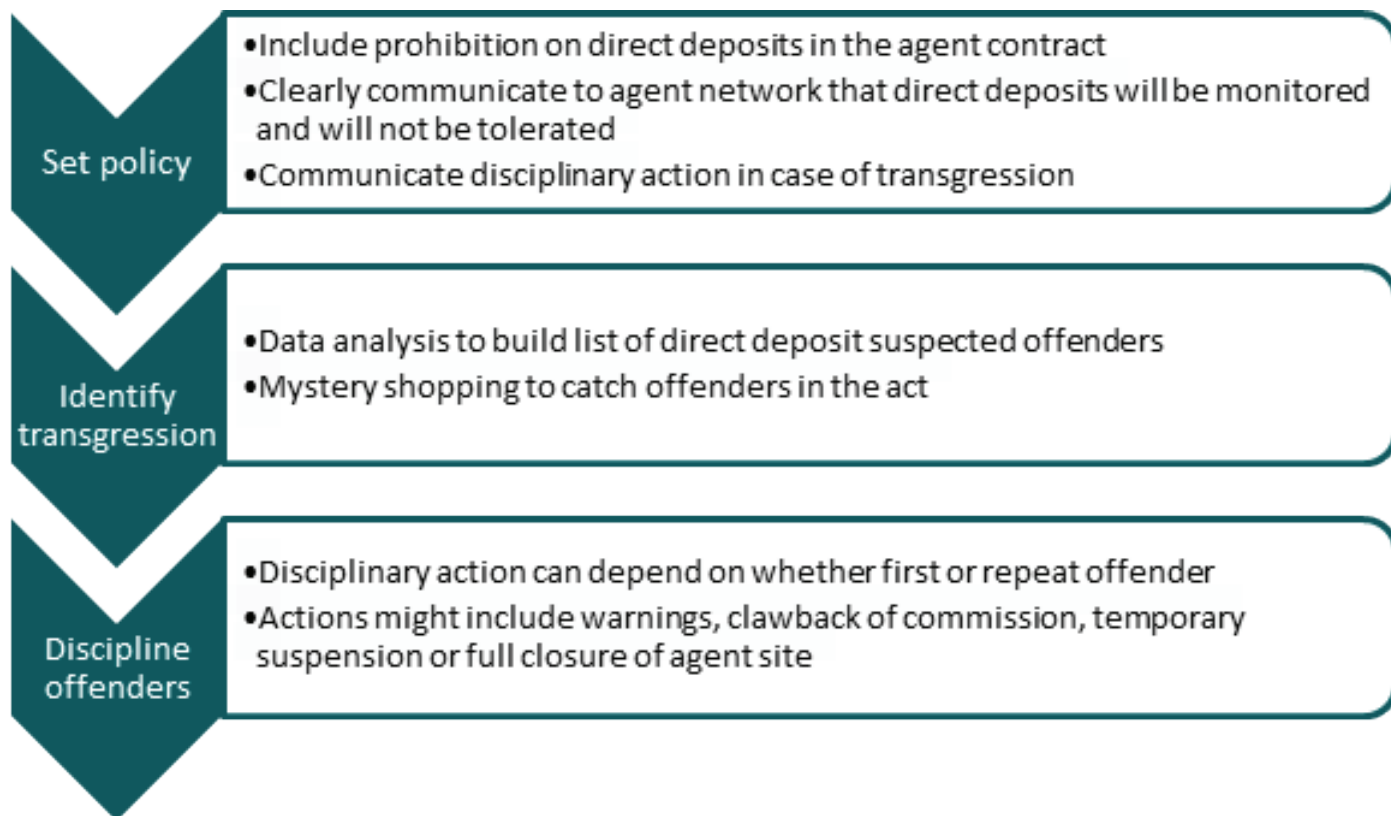 Set policy
•Include prohibition on direct deposits in the agent contract
•Clearly communicate to agent network that direct deposits will be monitored
and will not be tolerated
•Communicate disciplinary action in case of transgression
Identify
transgression
•Data analysis to build list of direct deposit suspected offenders
•Mystery shopping to catch offenders in the act
Discipline
offenders
•Disciplinary action can depend on whether first or repeat offender
•Actions might include warnings, clawback of commission, temporary
suspension or full closure of agent site